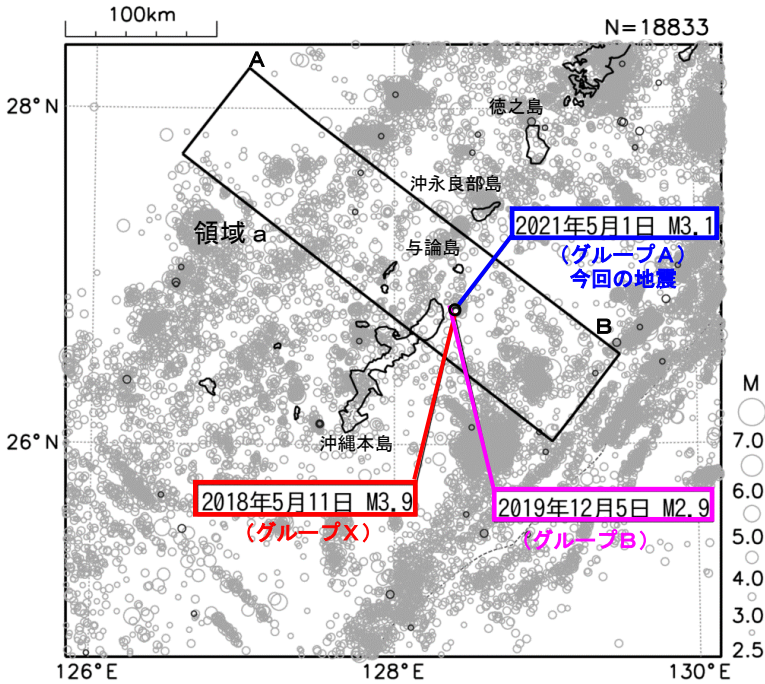 100km
N=18833
A
28°N
徳之島
沖永良部島
2021年5月1日 M3.1
領域a
与論島
(グループA)
今回の地震
B
M
26°N
沖縄本島
7.0
2018年5月11日 M3.9
2019年12月5日 M2.9
6.0
(グループX)
(グループB)
5.0
4.0
3.0
2.5
126°E
128°E
130°E